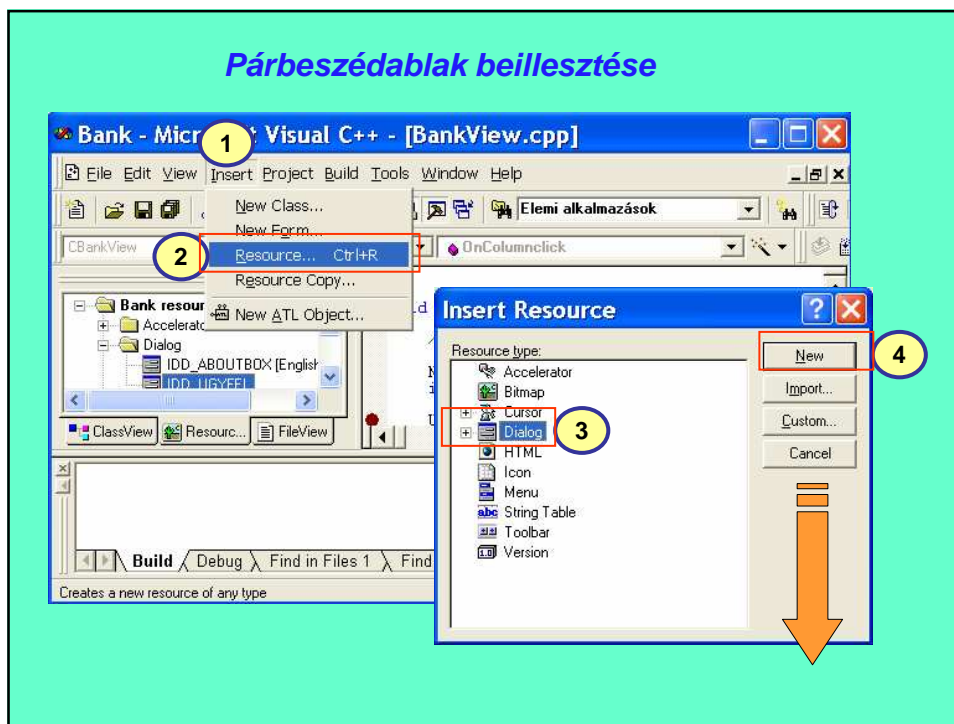 Párbeszédablak beillesztése
Bank - Micr t Visual C++ - [BankView.cpp]
1
File Edit View Insert Project Build Tools Window Help
New Class...
Elemi alkalmazások
New Form...
CBankView
2
Resource... Ctrl+R
OnColumnclick
Resource Copy...
New ATL Object...
Bank resour
Accelerato
Dialog
IDD_ABOUTBOX [English
IDD_UGYFEL
ClassView Resourc... FileView
Build Debug Find in Files 1 Find
Creates a new resource of any type
Insert Resource
Resource type:
Accelerator
Bitmap
Cursor
Dialog
3
HTML
Icon
Menu
abc String Table
Toolbar
1.0 Version
New
4
Import...
Custom...
Cancel